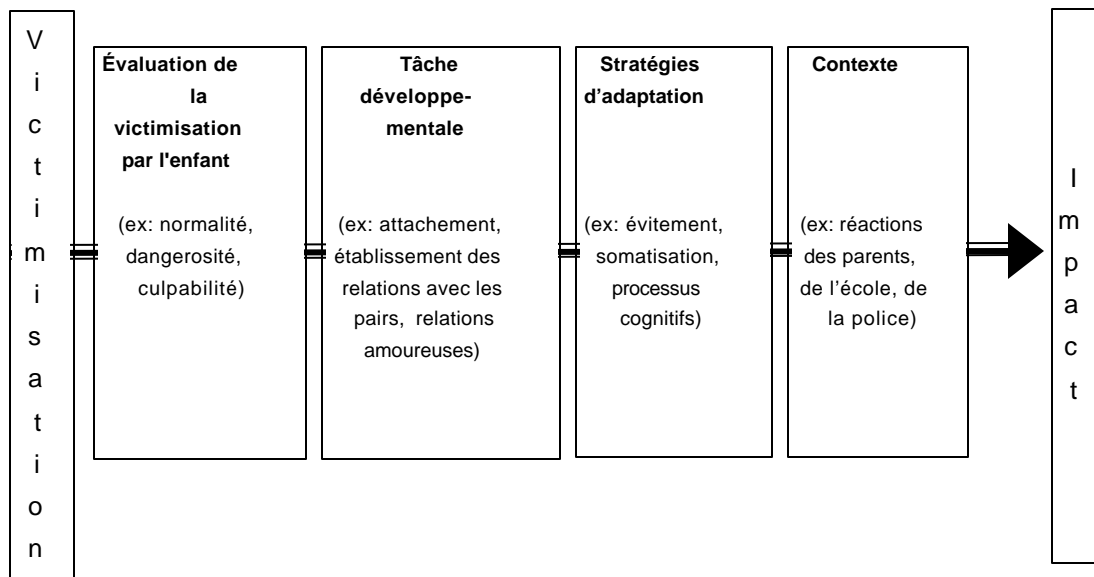 Victimisation
Évaluation de
la
victimisation
par l'enfant
(ex: normalité,
dangerosité,
culpabilité)
Tâche
développe-
mentale
(ex: attachement,
établissement des
relations avec les
pairs, relations
amoureuses)
Stratégies
d’adaptation
(ex: évitement,
somatisation,
processus
cognitifs)
Contexte
(ex: réactions
des parents,
de l’école, de
la police)
Impact